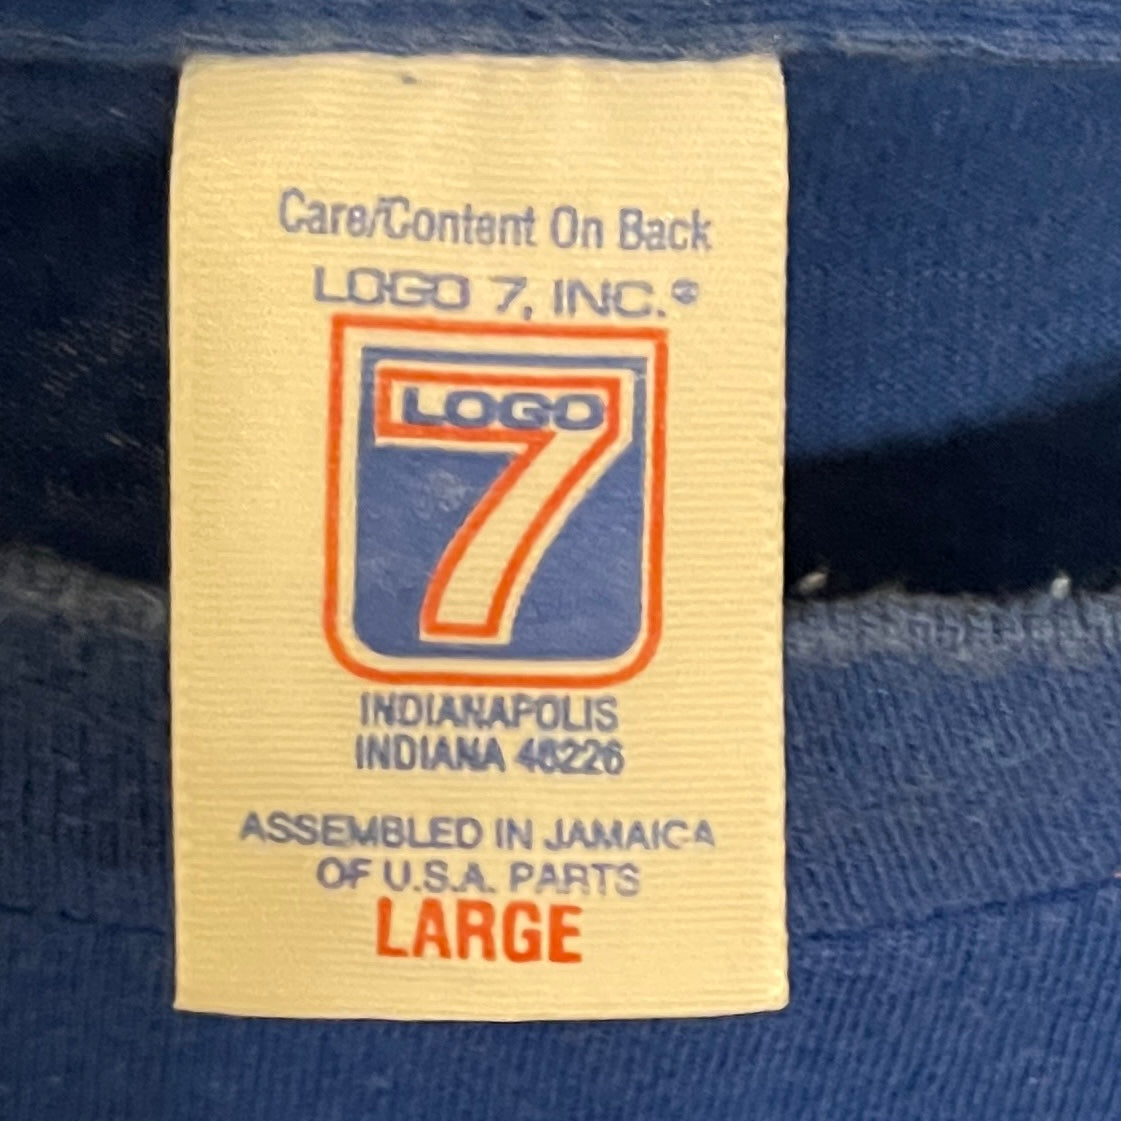 Care/Content On Back
LOGO 7, INC.®
LOGO
7
INDIANAPOLIS
INDIANA 46226
ASSEMBLED IN JAMAICA
OF U.S.A. PARTS
LARGE